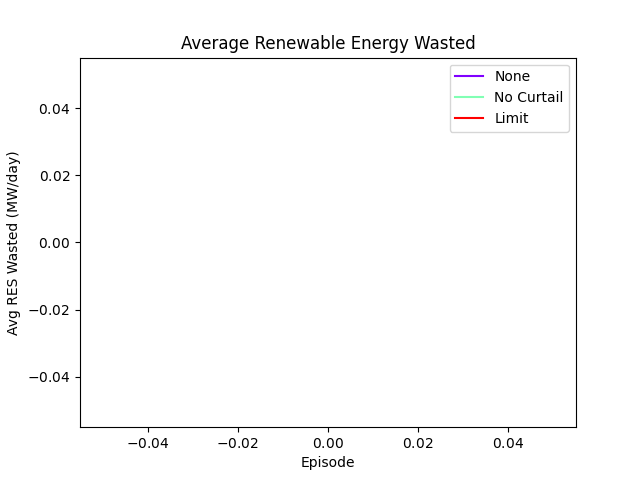 Average Renewable Energy Wasted
None
No Curtail
Limit
Avg RES Wasted (MW/day)
0.04
0.02
0.00
−0.02
−0.04
−0.04
−0.02
0.00
0.02
0.04
Episode